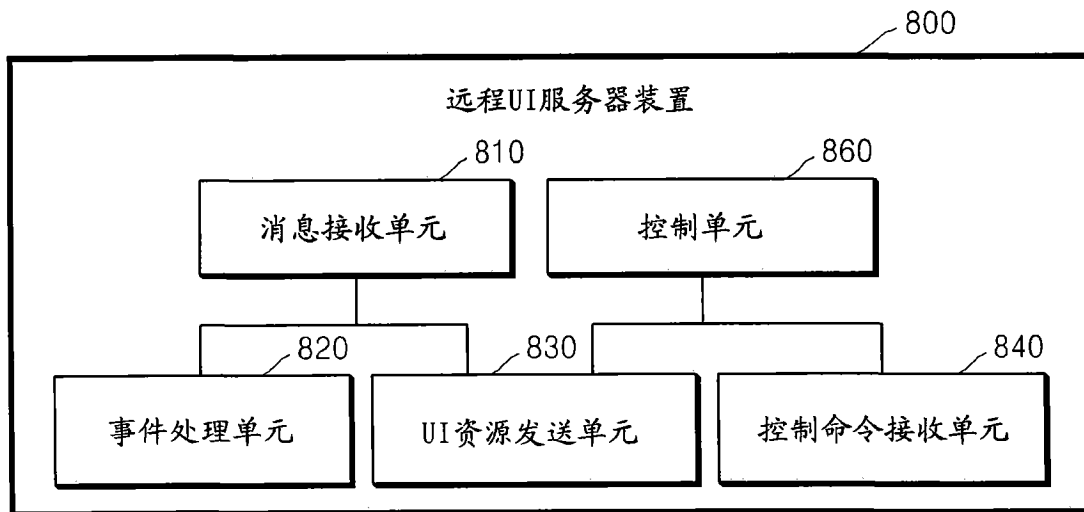 800
远程UI服务器装置
810
860
消息接收单元
控制单元
820
830
840
事件处理单元
UI资源发送单元
控制命令接收单元